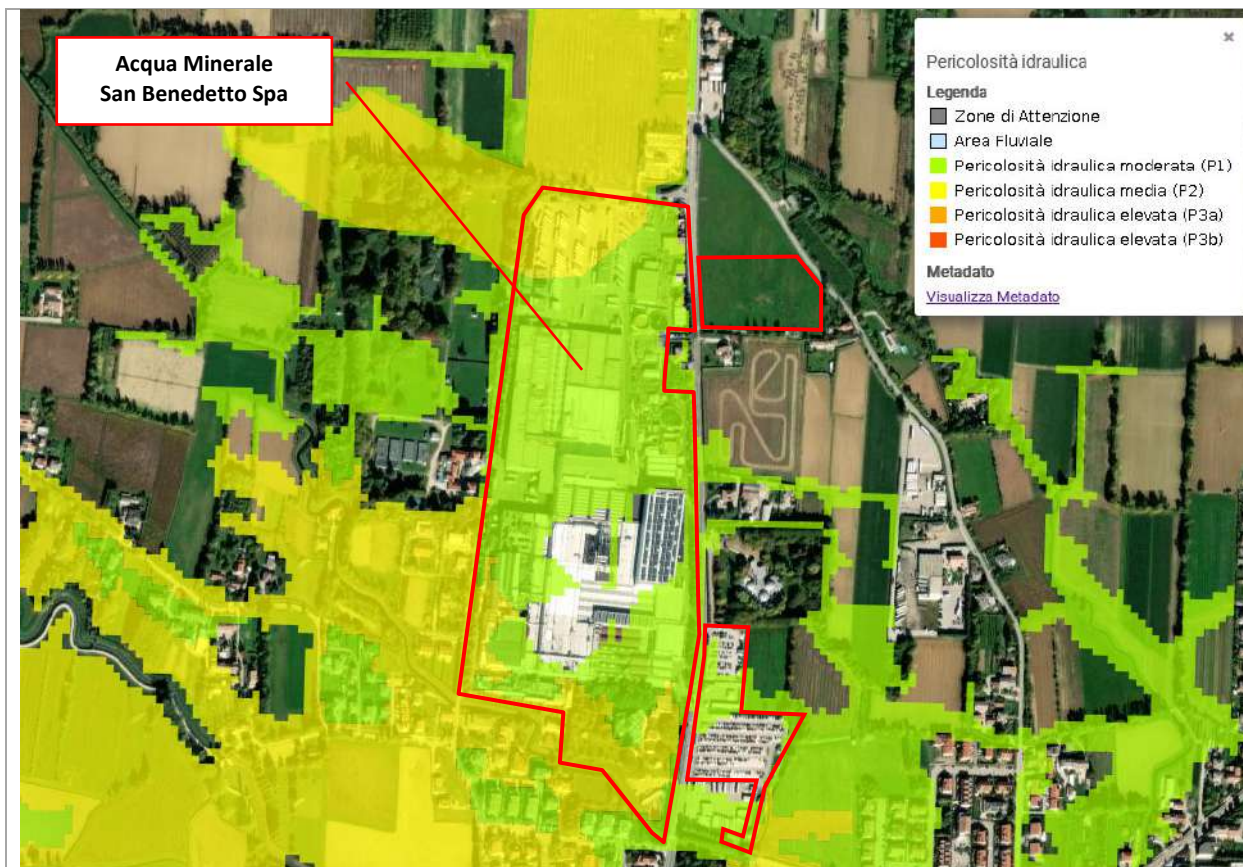 Acqua Minerale
San Benedetto Spa
Pericolosità idraulica
Legenda
Zone di Attenzione
Area Fluviale
Pericolosità idraulica moderata (P1)
Pericolosità idraulica media (P2)
Pericolosità idraulica elevata (P3a)
Pericolosità idraulica elevata (P3b)
Metadato
Visualizza Metadato